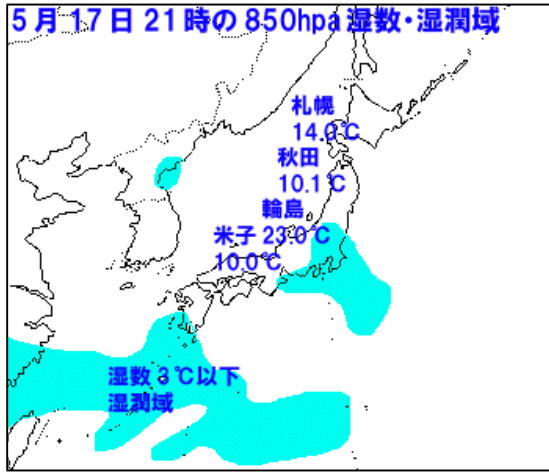 5月17日21時の850hpa湿数・湿潤域
札幌
14.0℃
秋田
10.1℃
輪島
米子 23.0℃
10.0℃
湿数3℃以下
湿潤域